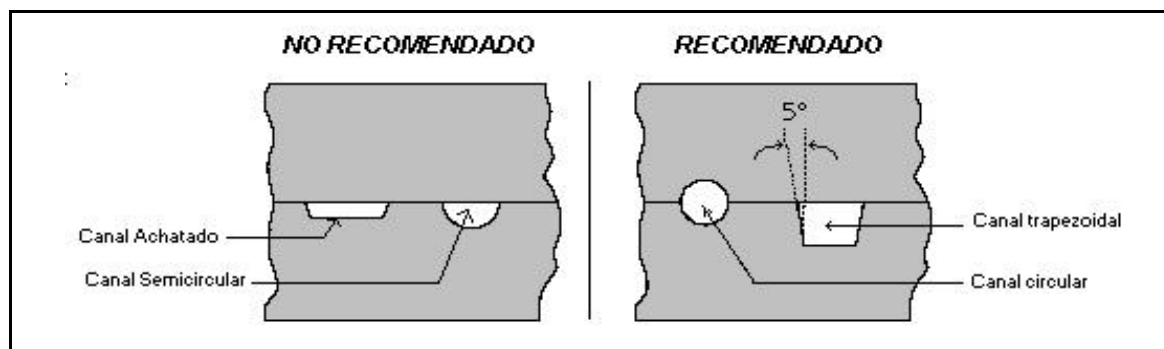 NO RECOMENDADO
RECOMENDADO
:
5°
Canal Achatado
Canal trapezoidal
Canal Semicircular
Canal circular